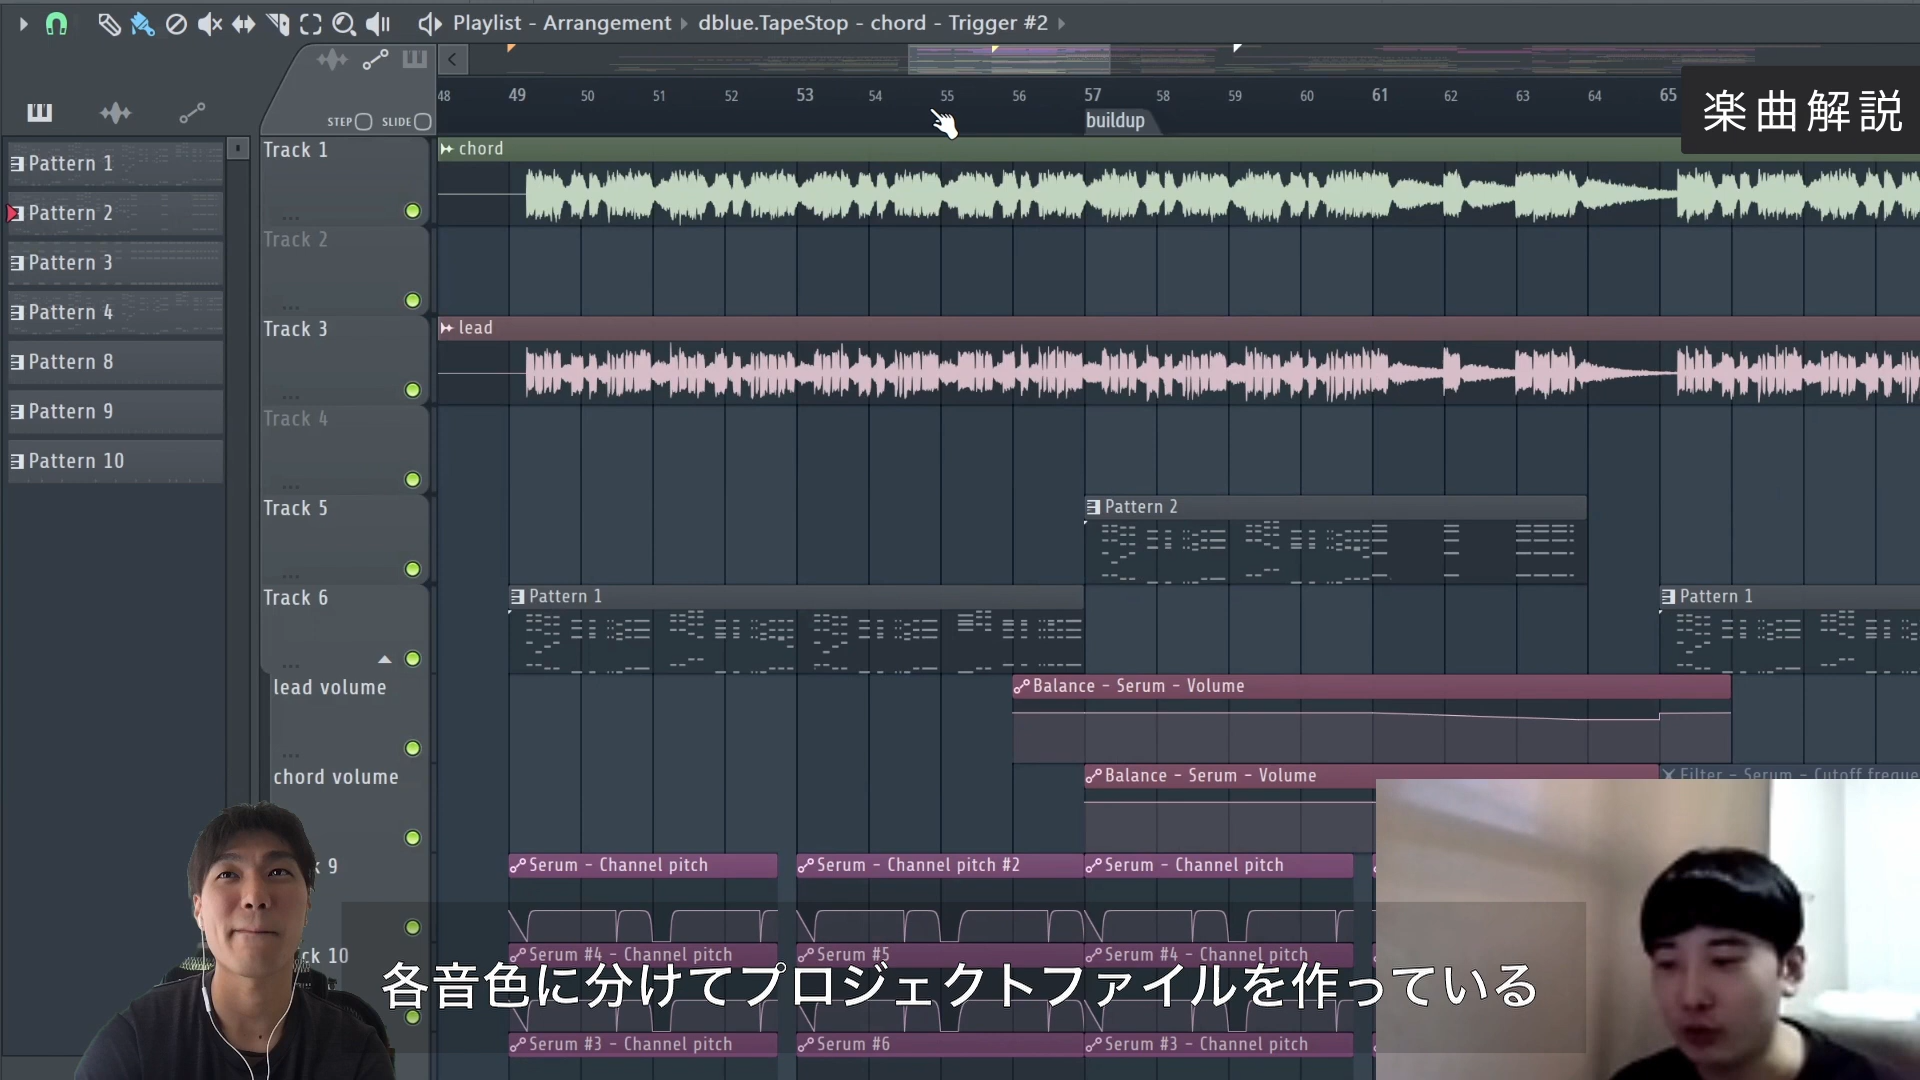 Playlist - Arrangement › dblue.TapeStop - chord - Trigger #2 ›
STEP SLIDE
48 49 50 51 52 53 54 55 56 57 58 59 60 61 62 63 64 65
楽曲解説
buildup
Pattern 1
Pattern 2
Pattern 3
Pattern 4
Pattern 8
Pattern 9
Pattern 10
Track 1
chord
Track 2
Track 3
lead
Track 4
Track 5
Pattern 2
Track 6
Pattern 1
Pattern 1
lead volume
Balance - Serum - Volume
chord volume
Balance - Serum - Volume
Filter - Serum - Cutoff freque
k 9
Serum - Channel pitch
Serum - Channel pitch #2
Serum - Channel pitch
ck 10
Serum #4 - Channel pitch
Serum #5
Serum #4 - Channel pitch
各音色に分けてプロジェクトファイルを作っている
Serum #3 - Channel pitch
Serum #6
Serum #3 - Channel pitch